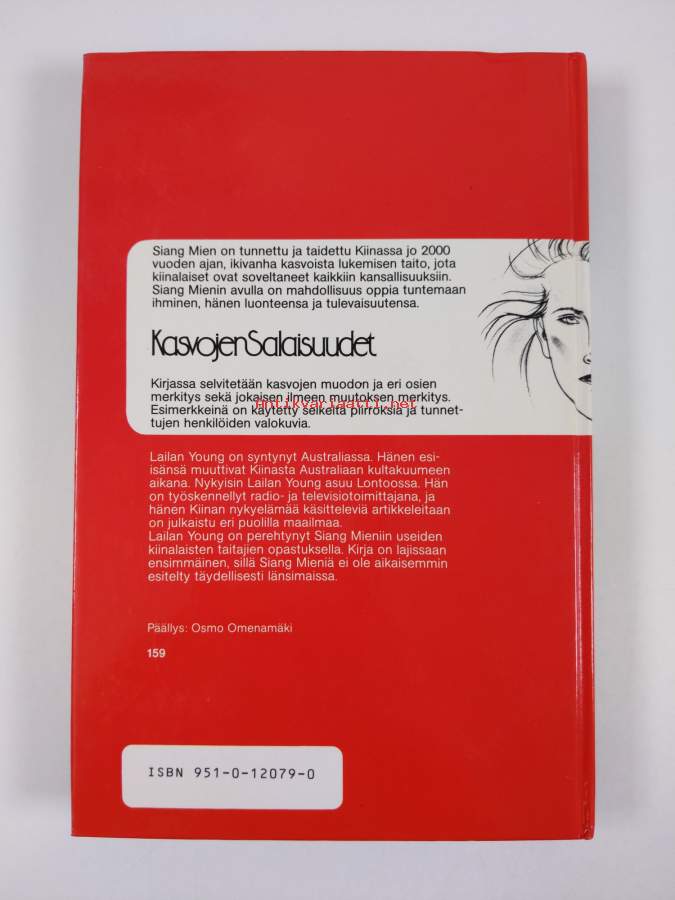 Siang Mien on tunnettu ja taidettu Kiinassa jo 2000
vuoden ajan, ikivanha kasvoista lukemisen taito, jota
kiinalaiset ovat soveltaneet kaikkiin kansallisuuksiin.
Siang Mienin avulla on mahdollisuus oppia tuntemaan
ihminen, hänen luonteensa ja tulevaisuutensa.
KasvojenSalaisuudet
Kirjassa selvitetään kasvojen muodon ja eri osien
merkitys sekä jokaisen ilmeen muutoksen merkitys.
Antikvariaatti.net
Esimerkkeinä on käytetty selkeitä piirroksia ja tunnet-
tujen henkilöiden valokuvia.
Lailan Young on syntynyt Australiassa. Hänen esi-
isänsä muuttivat Kiinasta Australiaan kultakuumeen
aikana. Nykyisin Lailan Young asuu Lontoossa. Hän
on työskennellyt radio- ja televisiotoimittajana, ja
hänen Kiinan nykyelämää käsitteleviä artikkeleitaan
on julkaistu eri puolilla maailmaa.
Lailan Young on perehtynyt Siang Mieniin useiden
kiinalaisten taitajien opastuksella. Kirja on lajissaan
ensimmäinen, sillä Siang Mieniä ei ole aikaisemmin
esitelty täydellisesti länsimaissa.
Päällys: Osmo Omenamäki
159
ISBN 951-0-12079-0